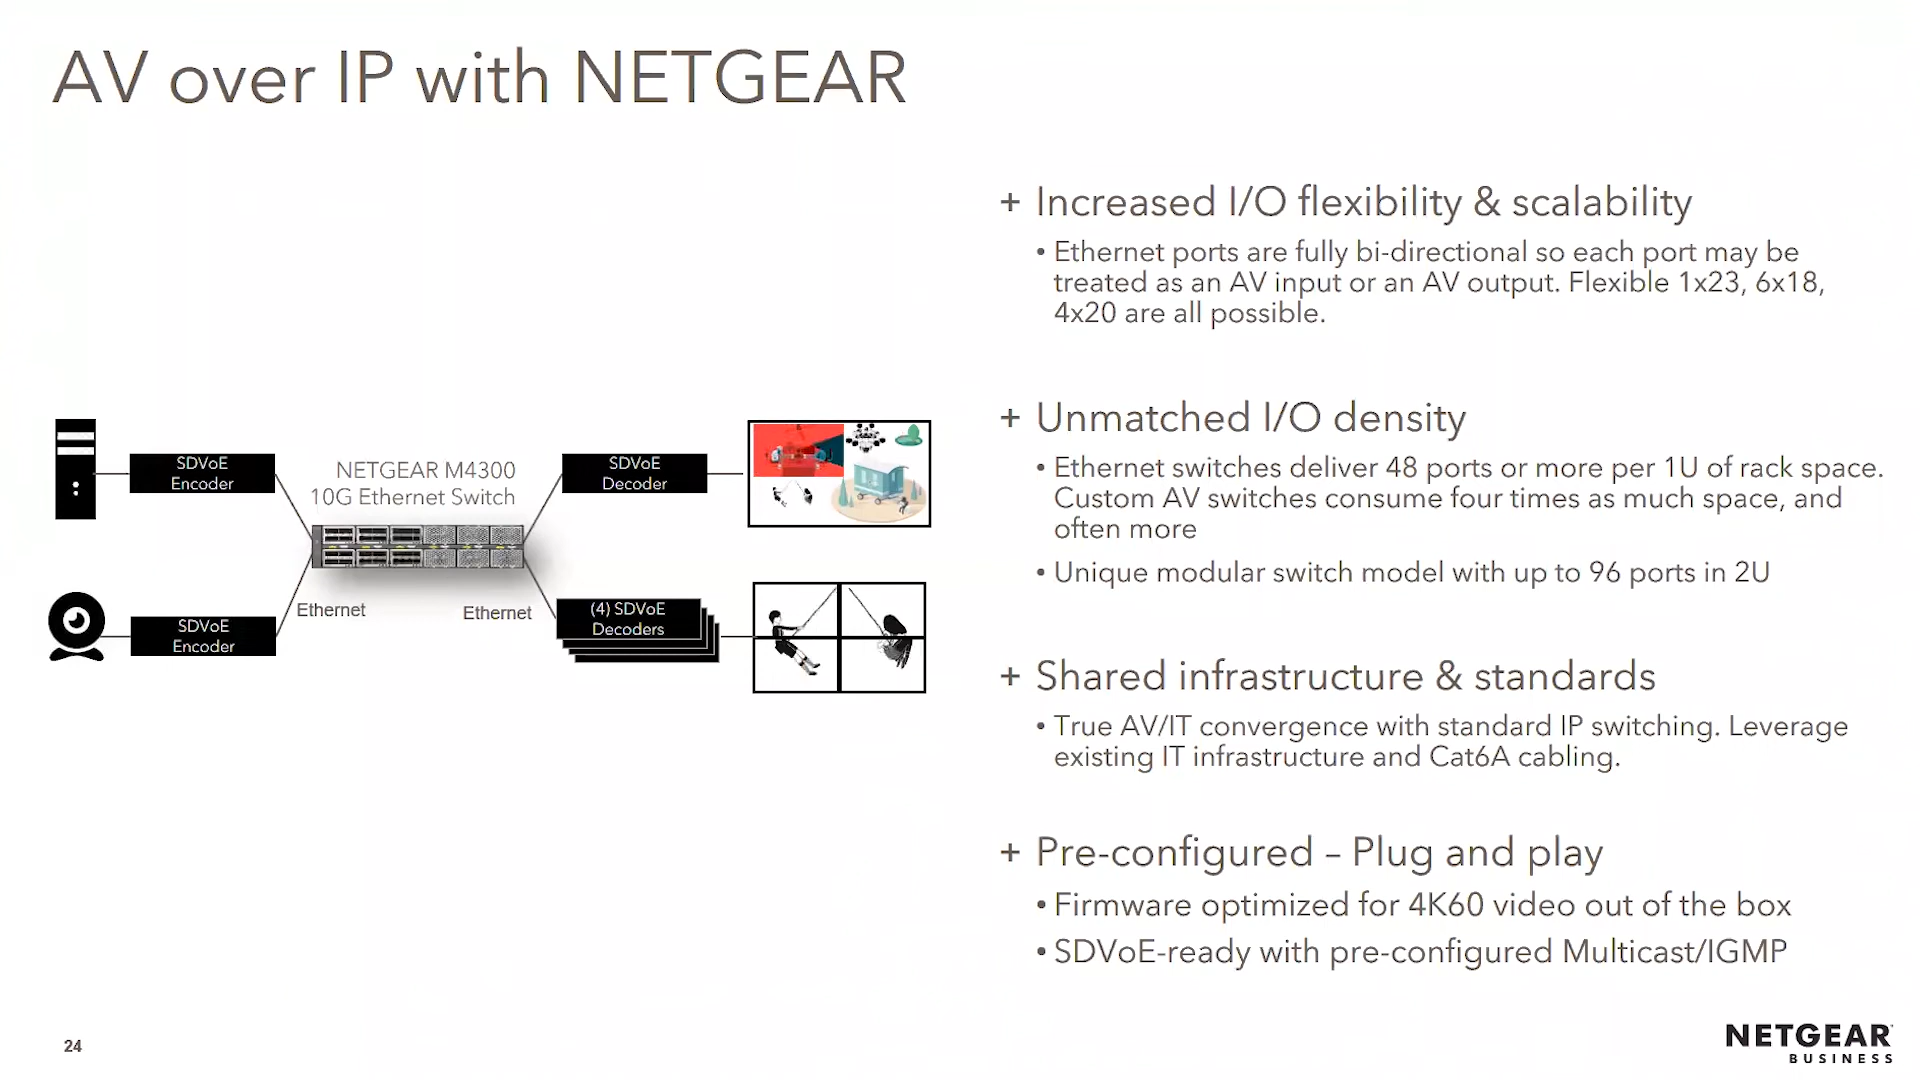 AV over IP with NETGEAR
SDVoE
Encoder
NETGEAR M4300
10G Ethernet Switch
SDVoE
Decoder
Ethernet
Ethernet
SDVoE
Encoder
(4) SDVoE
Decoders
+ Increased I/O flexibility & scalability
• Ethernet ports are fully bi-directional so each port may be
treated as an AV input or an AV output. Flexible 1x23, 6x18,
4x20 are all possible.
+ Unmatched I/O density
• Ethernet switches deliver 48 ports or more per 1U of rack space.
Custom AV switches consume four times as much space, and
often more
• Unique modular switch model with up to 96 ports in 2U
+ Shared infrastructure & standards
• True AV/IT convergence with standard IP switching. Leverage
existing IT infrastructure and Cat6A cabling.
+ Pre-configured – Plug and play
• Firmware optimized for 4K60 video out of the box
• SDVoE-ready with pre-configured Multicast/IGMP
24
NETGEAR
BUSINESS